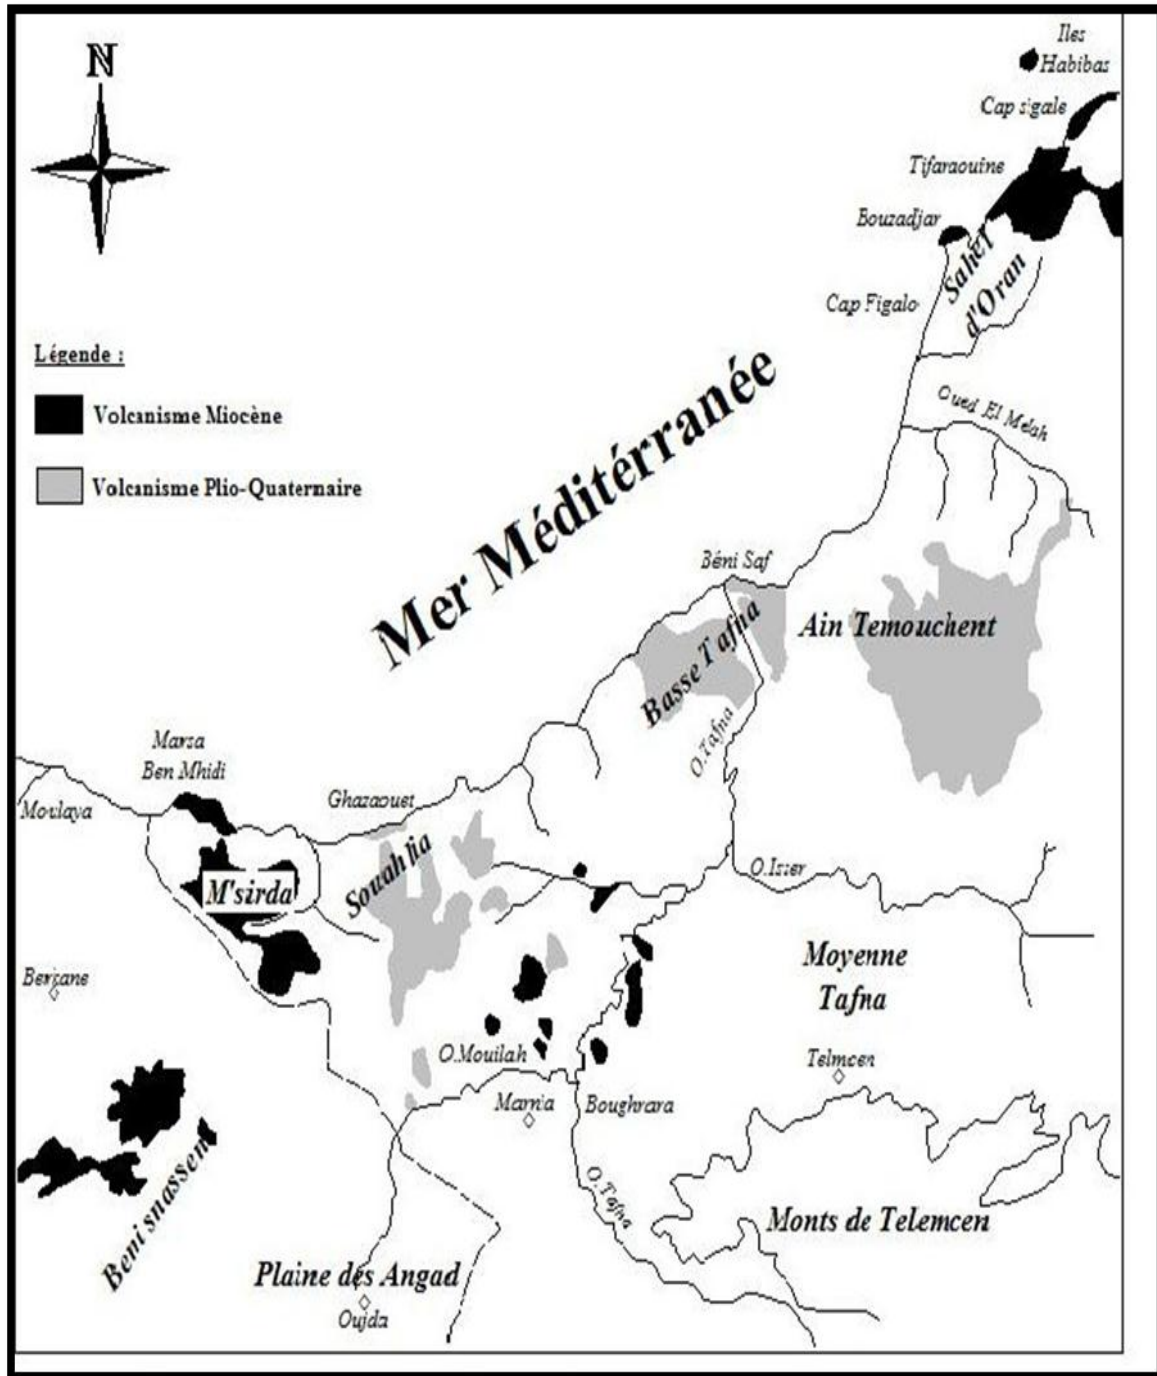 N
Iles
Habibas
Cap sigale
Tifaraouine
Bouzadjar
Sahel
d'Oran
Cap Figalo
Légende :
Volcanisme Miocène
Volcanisme Plio-Quaternaire
Mer Méditérranée
Oued El Melah
Béni Saf
Basse Tafna
Ain Temouchent
O.Tafna
Marsa
Ben Mhidi
Moulaya
Ghazaouet
Souahlia
M'sirda
O.Isser
Moyenne
Tafna
Bercane
O.Mouilah
Telmcen
Marnia
Boughrara
Beni snassen
O.Tafna
Monts de Telemcen
Plaine des Angad
Oujda